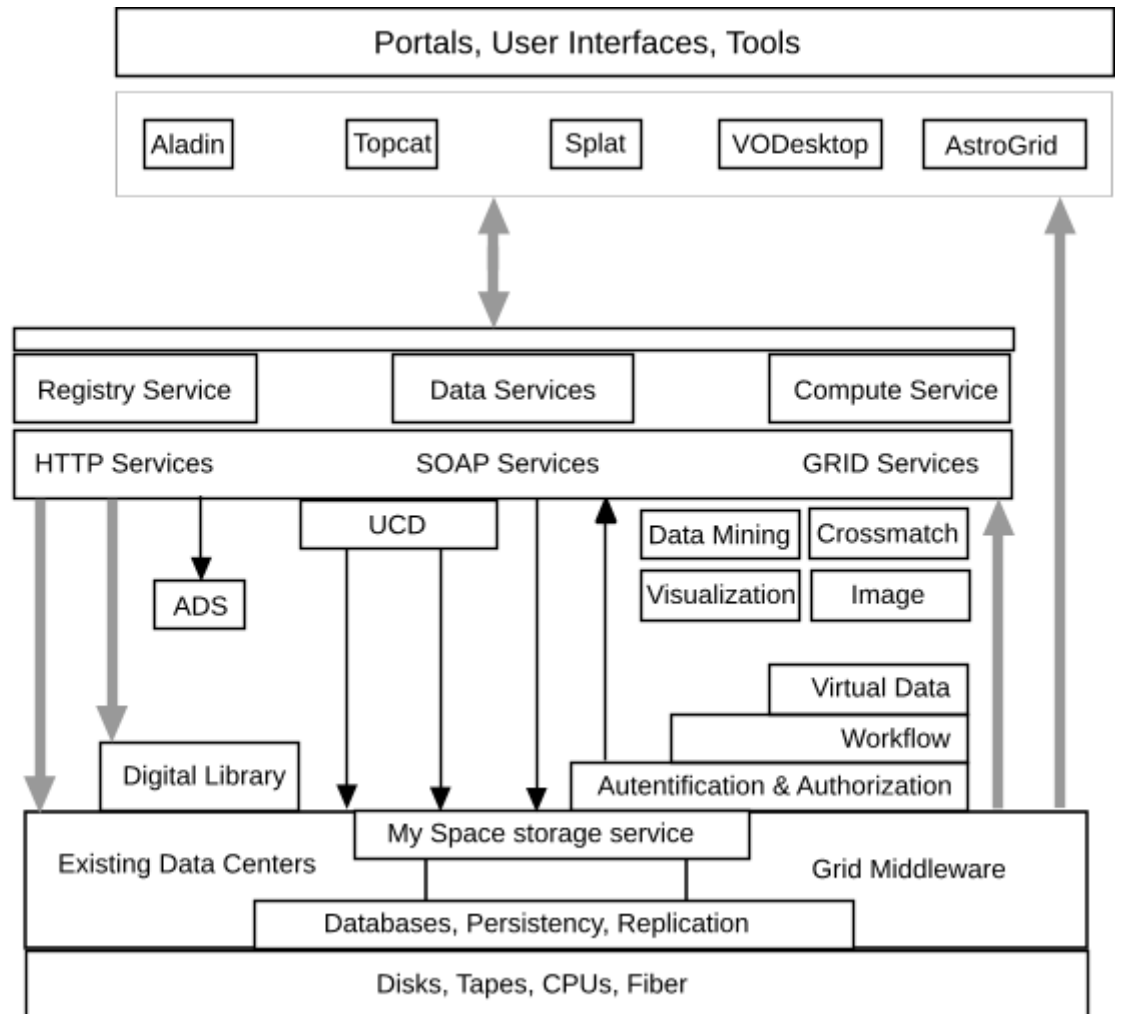 Portals, User Interfaces, Tools
Aladin
Topcat
Splat
VODesktop
AstroGrid
Registry Service
Data Services
Compute Service
HTTP Services
SOAP Services
GRID Services
UCD
Data Mining
Crossmatch
ADS
Visualization
Image
Virtual Data
Workflow
Digital Library
Autentification & Authorization
My Space storage service
Existing Data Centers
Grid Middleware
Databases, Persistency, Replication
Disks, Tapes, CPUs, Fiber